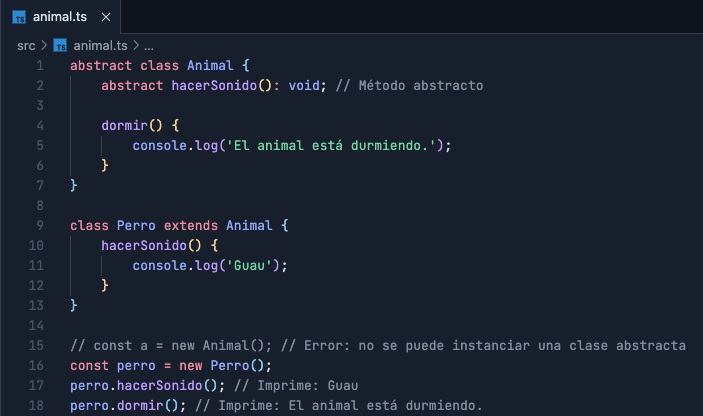 TS animal.ts ×
src > TS animal.ts > ...
1 abstract class Animal {
2     abstract hacerSonido(): void; // Método abstracto
3
4     dormir() {
5         console.log('El animal está durmiendo.');
6     }
7 }
8
9 class Perro extends Animal {
10     hacerSonido() {
11         console.log('Guau');
12     }
13 }
14
15 // const a = new Animal(); // Error: no se puede instanciar una clase abstracta
16 const perro = new Perro();
17 perro.hacerSonido(); // Imprime: Guau
18 perro.dormir(); // Imprime: El animal está durmiendo.